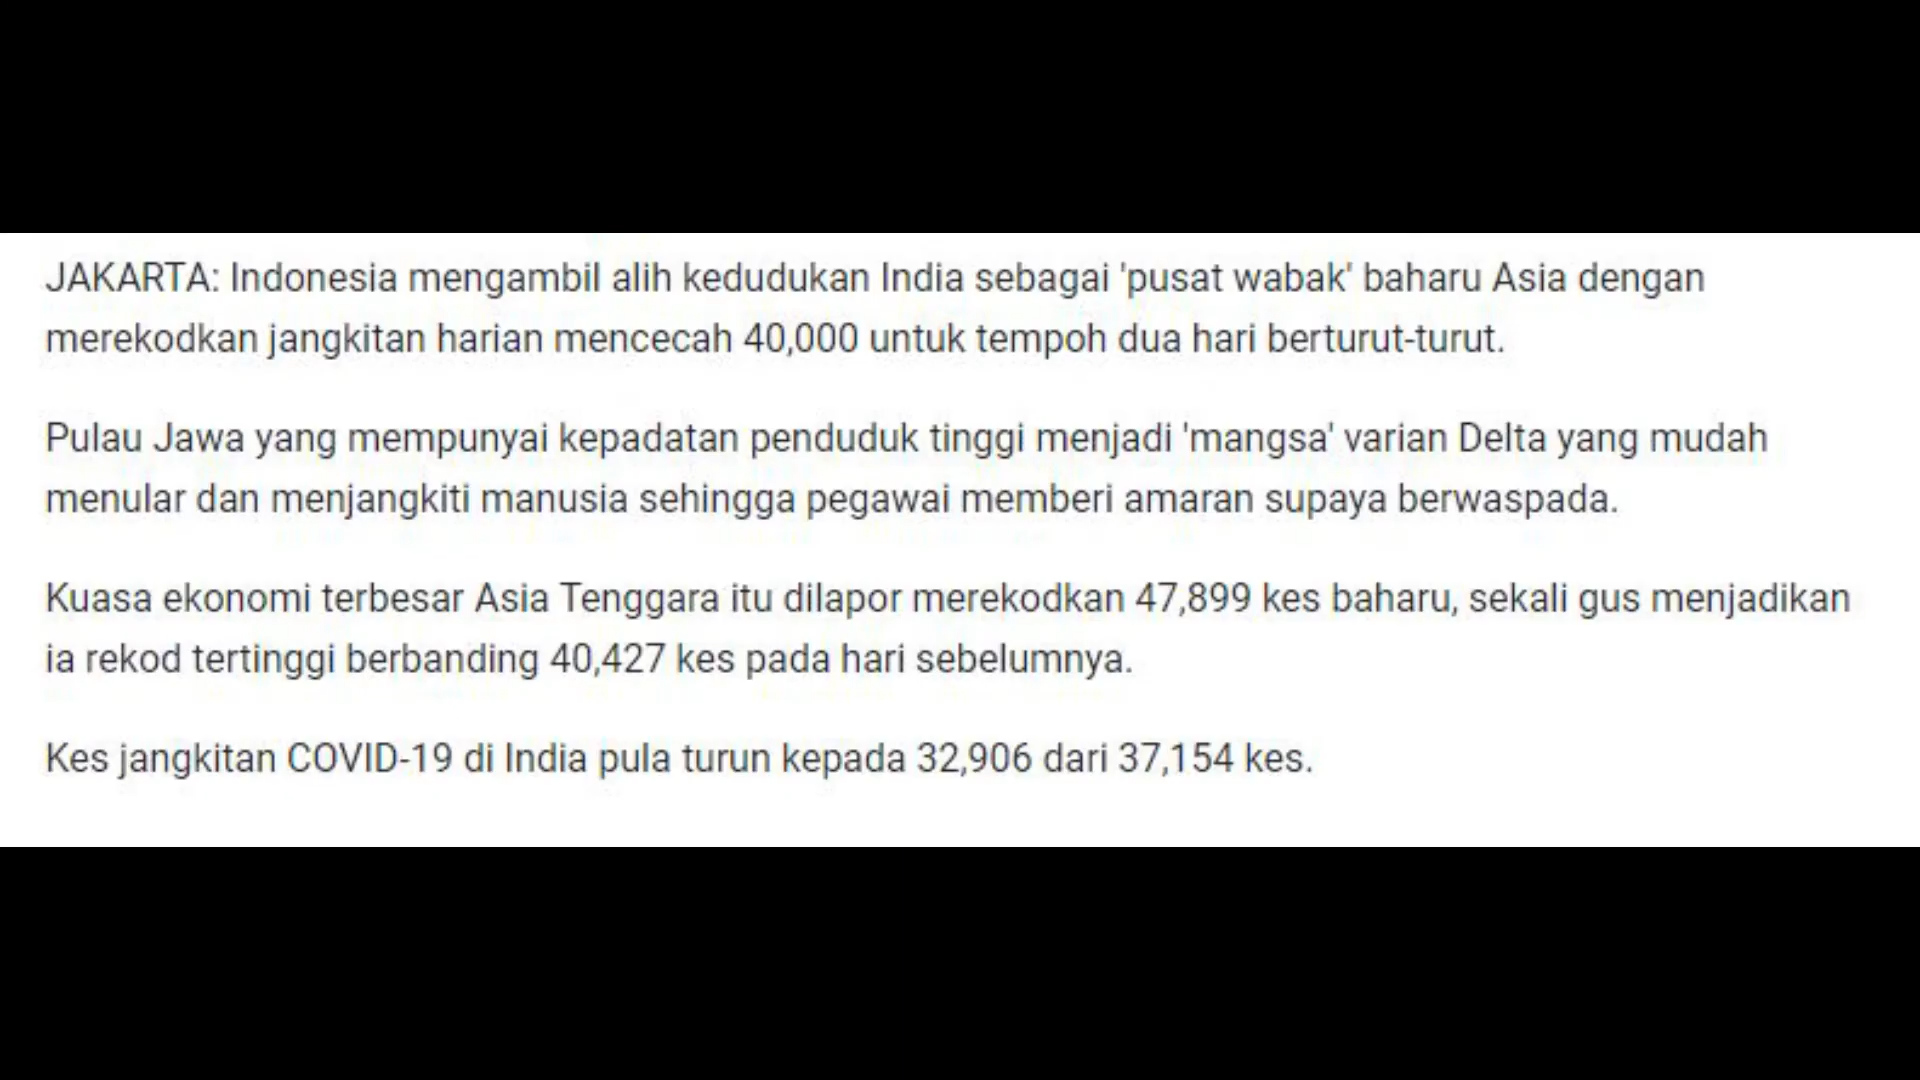 JAKARTA: Indonesia mengambil alih kedudukan India sebagai 'pusat wabak' baharu Asia dengan
merekodkan jangkitan harian mencecah 40,000 untuk tempoh dua hari berturut-turut.
Pulau Jawa yang mempunyai kepadatan penduduk tinggi menjadi 'mangsa' varian Delta yang mudah
menular dan menjangkiti manusia sehingga pegawai memberi amaran supaya berwaspada.
Kuasa ekonomi terbesar Asia Tenggara itu dilapor merekodkan 47,899 kes baharu, sekali gus menjadikan
ia rekod tertinggi berbanding 40,427 kes pada hari sebelumnya.
Kes jangkitan COVID-19 di India pula turun kepada 32,906 dari 37,154 kes.